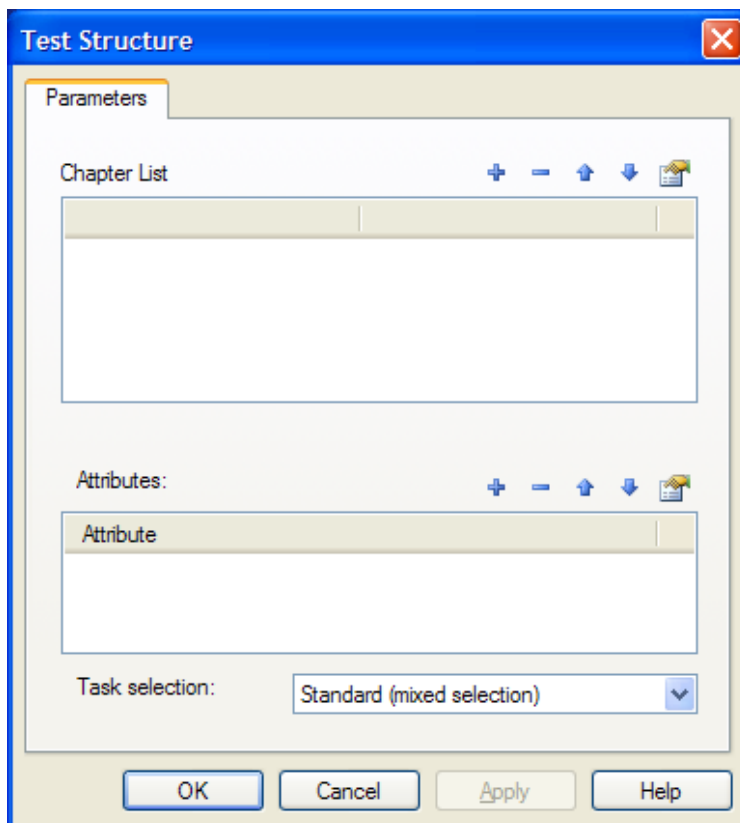 Test Structure
Parameters
Chapter List
Attributes:
Attribute
Task selection:
Standard (mixed selection)
OK
Cancel
Apply
Help